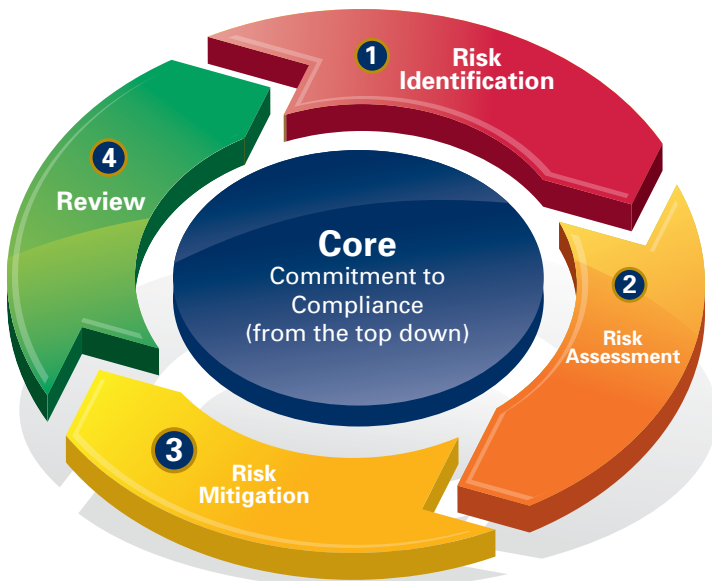 1
Risk
Identification
2
Risk
Assessment
3
Risk
Mitigation
4
Review
Core
Commitment to
Compliance
(from the top down)